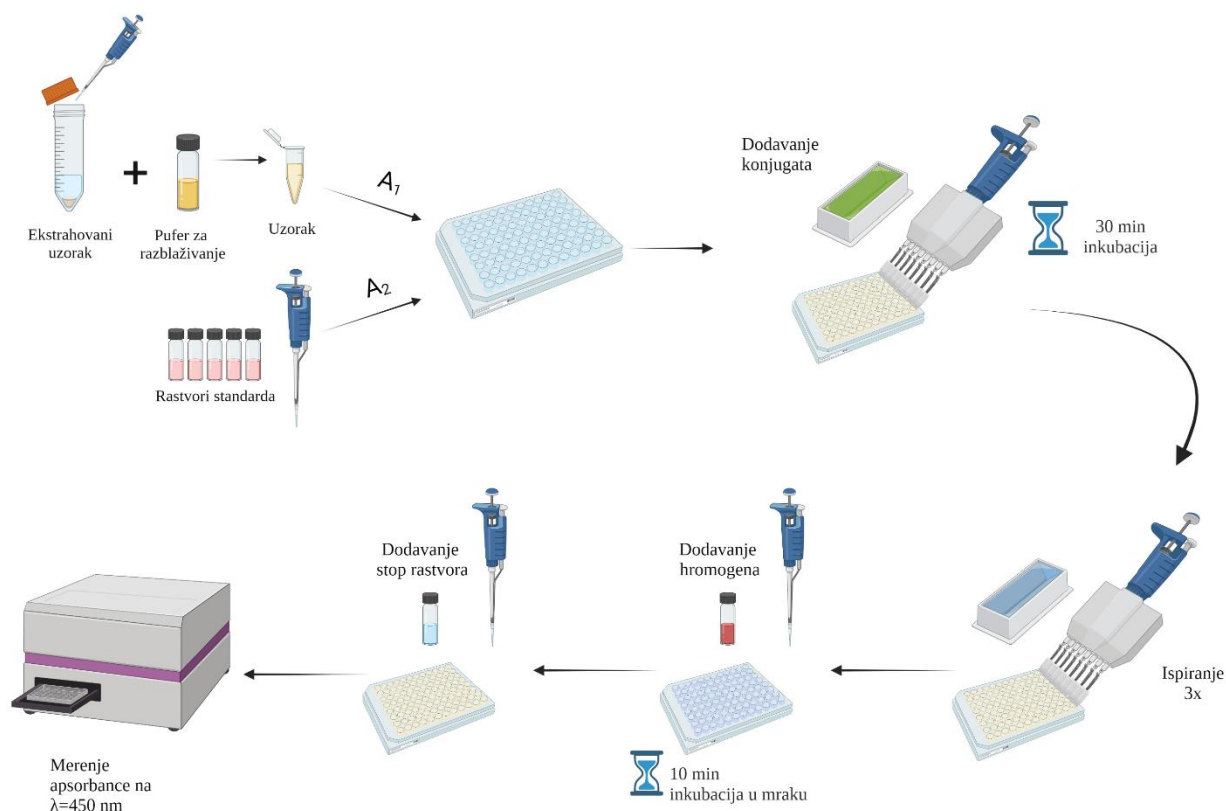 Ekstrahovani
uzorak
+
Pufer za
razblaživanje
Uzorak
A1
A2
Rastvori standarda
Dodavanje
konjugata
30 min
inkubacija
Ispiranje
3x
Dodavanje
hromogena
10 min
inkubacija u mraku
Dodavanje
stop rastvora
Merenje
apsorbance na
λ=450 nm